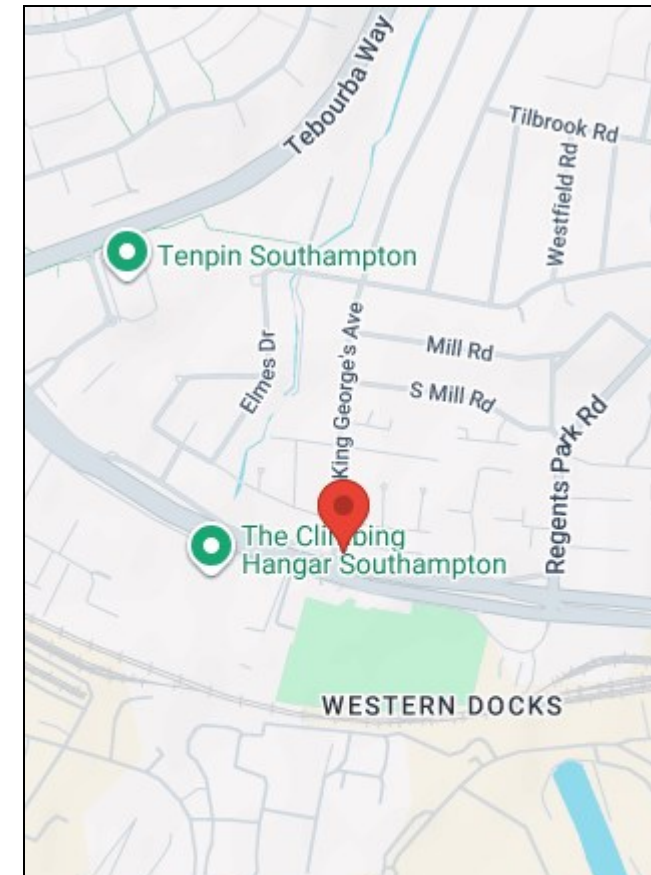 Tebourba Way
Tilbrook Rd
Westfield Rd
Tenpin Southampton
Elmes Dr
King George's Ave
Mill Rd
S Mill Rd
Regents Park Rd
The Climbing
Hangar Southampton
WESTERN DOCKS